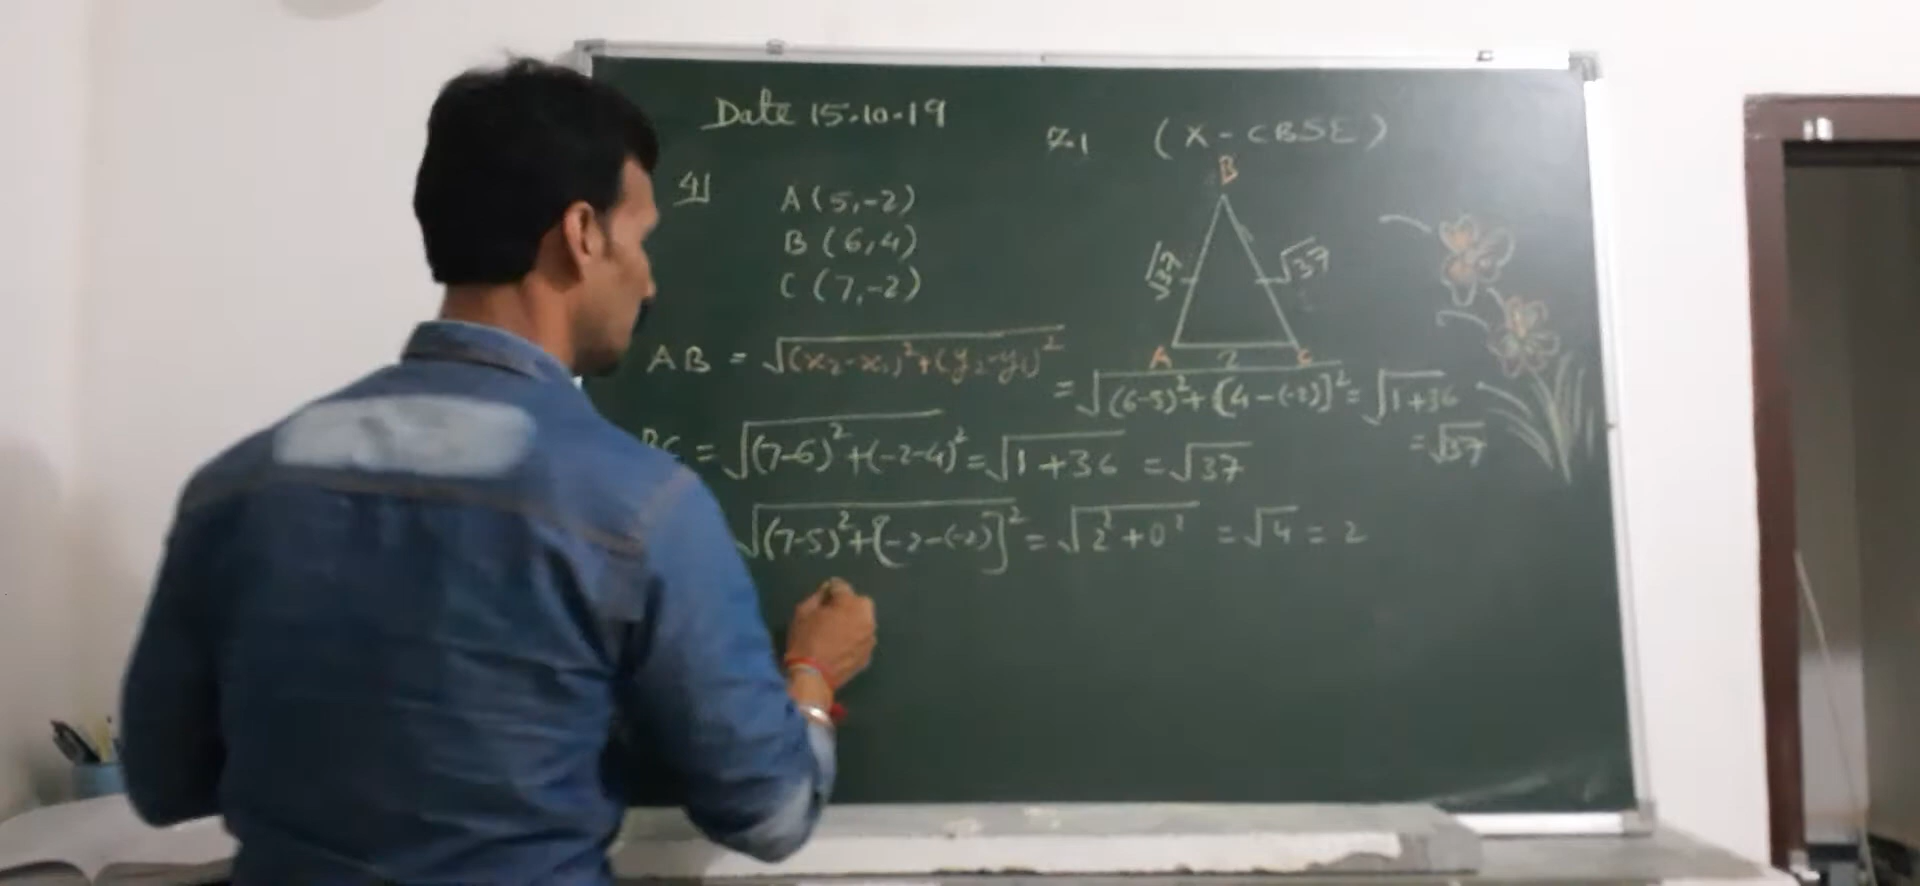 Date 15.10.19
7.1 (X - CBSE)
4|
A (5,-2)
B (6,4)
C (7,-2)
B
√37
√37
A 2 C
AB = √(x₂-x₁)²+(y₂-y₁)²
= √(6-5)²+[4-(-2)]² = √1+36
= √37
BC = √(7-6)²+(-2-4)² = √1+36 = √37
√(7-5)²+[-2-(-2)]² = √2²+0² = √4 = 2